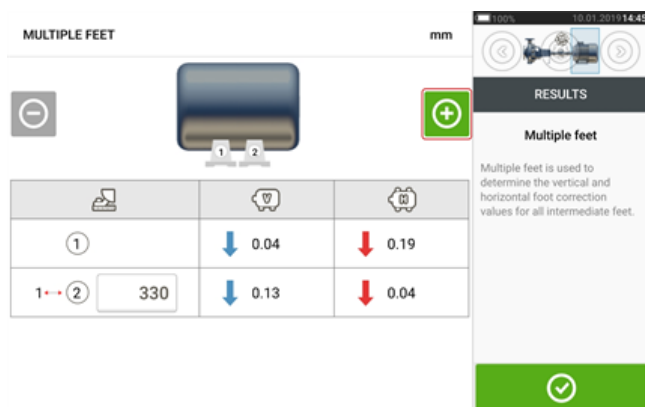 MULTIPLE FEET mm
1 2
V H
1 0.04 0.19
1↔2 330 0.13 0.04
100% 10.01.2019 14:45
RESULTS
Multiple feet
Multiple feet is used to
determine the vertical and
horizontal foot correction
values for all intermediate feet.